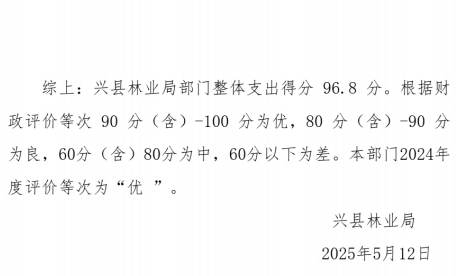 综上：兴县林业局部门整体支出得分 96.8 分。根据财
政评价等次 90 分（含）-100 分为优，80 分（含）-90 分
为良，60分（含）80分为中，60分以下为差。本部门2024年
度评价等次为“优 ”。
兴县林业局
2025年5月12日